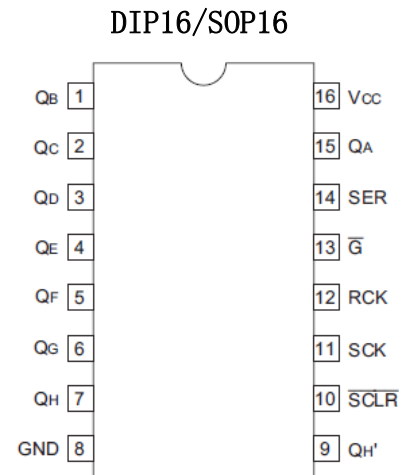 DIP16/SOP16
QB 1 16 Vcc
QC 2 15 QA
QD 3 14 SER
QE 4 13 G̅
QF 5 12 RCK
QG 6 11 SCK
QH 7 10 S̅C̅L̅R̅
GND 8 9 QH'